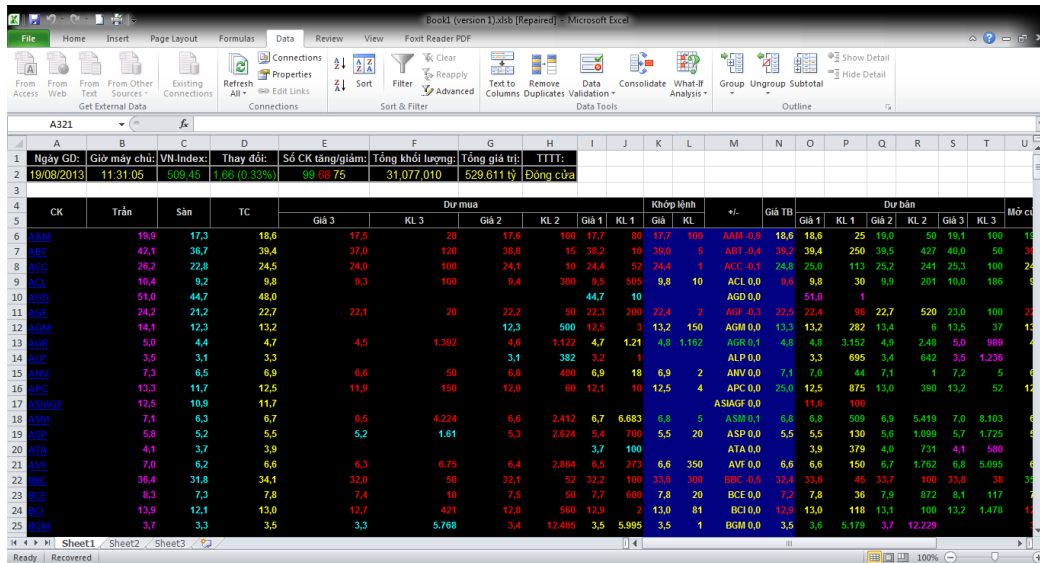 Book1 (version 1).xlsb [Repaired] - Microsoft Excel
File Home Insert Page Layout Formulas Data Review View Foxit Reader PDF
From Access From Web From Text From Other Sources Existing Connections Refresh All Connections Properties Edit Links Sort Filter Clear Reapply Advanced Text to Columns Remove Duplicates Data Validation Consolidate What-If Analysis Group Ungroup Subtotal Show Detail Hide Detail
Get External Data Connections Sort & Filter Data Tools Outline
A321 fx
A B C D E F G H I J K L M N O P Q R S T U
1 Ngày GD: Giờ máy chủ: VN-Index: Thay đổi: Số CK tăng/giảm: Tổng khối lượng: Tổng giá trị: TTTT:
2 19/08/2013 11:31:05 509,45 1,66 (0,33%) 99 68 75 31,077,010 529.611 tỷ Đóng cửa
3
4 CK Trần Sàn TC Dư mua Khớp lệnh +/- Giá TB Dư bán
5 Giá 3 KL 3 Giá 2 KL 2 Giá 1 KL 1 Giá KL Giá 1 KL 1 Giá 2 KL 2 Giá 3 KL 3
6 AAM 19,9 17,3 18,6 17,5 20 17,6 100 17,7 80 17,7 100 AAM -0,9 18,6 18,6 25 19,0 50 19,1 100
7 ABT 42,1 36,7 39,4 37,0 120 38,0 15 38,2 10 39,0 5 ABT -0,4 39,2 39,4 250 39,5 427 40,0 50
8 ACC 26,2 22,8 24,5 24,0 100 24,1 10 24,4 52 24,4 1 ACC -0,1 24,8 25,0 113 25,2 241 25,3 100
9 ACL 10,4 9,2 9,8 9,3 100 9,4 300 9,5 505 9,8 10 ACL 0,0 9,6 9,8 30 9,9 201 10,0 186
10 AGD 51,0 44,7 48,0 44,7 10 AGD 0,0 51,0 1
11 AGF 24,2 21,2 22,7 22,1 20 22,2 50 22,3 200 22,4 2 AGF -0,3 22,5 22,4 98 22,7 520 23,0 100
12 AGM 14,1 12,3 13,2 12,3 500 12,5 3 13,2 150 AGM 0,0 13,3 13,2 282 13,4 6 13,5 37
13 AGR 5,0 4,4 4,7 4,5 1.392 4,6 1.122 4,7 1.21 4,8 1.162 AGR 0,1 4,8 4,8 3.152 4,9 2.48 5,0 989
14 ALP 3,5 3,1 3,3 3,1 382 3,2 1 ALP 0,0 3,3 695 3,4 642 3,5 1.236
15 ANV 7,3 6,5 6,9 6,6 50 6,8 400 6,9 18 6,9 2 ANV 0,0 7,1 7,0 44 7,1 1 7,2 5
16 APC 13,3 11,7 12,5 11,9 150 12,0 60 12,1 10 12,5 4 APC 0,0 25,0 12,5 875 13,0 390 13,2 52
17 ASIAGF 12,5 10,9 11,7 ASIAGF 0,0 11,6 100
18 ASM 7,1 6,3 6,7 6,5 4.224 6,6 2.412 6,7 6.683 6,8 5 ASM 0,1 6,8 6,8 509 6,9 5.419 7,0 8.103
19 ASP 5,8 5,2 5,5 5,2 1.61 5,3 2.624 5,4 700 5,5 20 ASP 0,0 5,5 5,5 130 5,6 1.099 5,7 1.725
20 ATA 4,1 3,7 3,9 3,7 100 ATA 0,0 3,9 379 4,0 731 4,1 580
21 AVF 7,0 6,2 6,6 6,3 6.75 6,4 2.864 6,5 273 6,6 350 AVF 0,0 6,6 6,6 150 6,7 1.762 6,8 5.095
22 BBC 36,4 31,8 34,1 32,0 50 32,1 52 32,2 100 33,6 300 BBC -0,5 32,4 33,6 45 33,7 100 33,8 38
23 BCE 8,3 7,3 7,8 7,4 10 7,5 50 7,7 600 7,8 20 BCE 0,0 7,2 7,8 36 7,9 872 8,1 117
24 BCI 13,9 12,1 13,0 12,7 421 12,8 560 12,9 2 13,0 81 BCI 0,0 12,9 13,0 118 13,1 100 13,2 1.478
25 BGM 3,7 3,3 3,5 3,3 5.768 3,4 12.485 3,5 5.995 3,5 1 BGM 0,0 3,5 3,6 5.179 3,7 12.229
Sheet1 Sheet2 Sheet3
Ready Recovered 100%